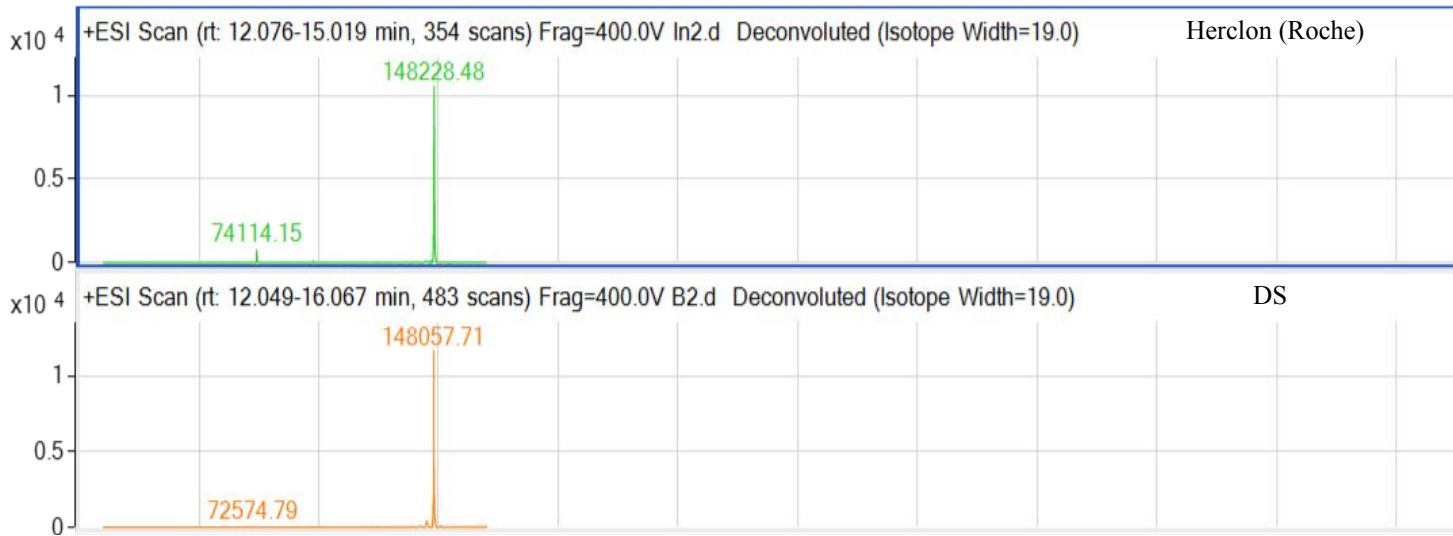 x10 4
+ESI Scan (rt: 12.076-15.019 min, 354 scans) Frag=400.0V In2.d Deconvoluted (Isotope Width=19.0)
Herclon (Roche)
148228.48
1
0.5
74114.15
0
x10 4
+ESI Scan (rt: 12.049-16.067 min, 483 scans) Frag=400.0V B2.d Deconvoluted (Isotope Width=19.0)
DS
148057.71
1
0.5
72574.79
0